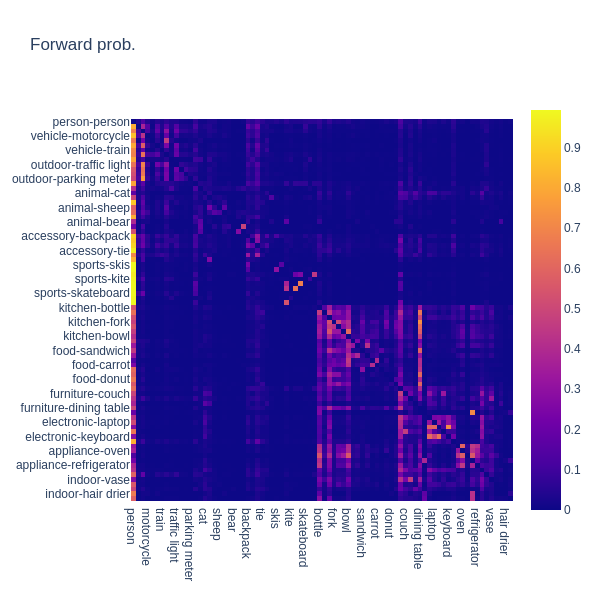 Forward prob.
person-person
vehicle-motorcycle
vehicle-train
outdoor-traffic light
outdoor-parking meter
animal-cat
animal-sheep
animal-bear
accessory-backpack
accessory-tie
sports-skis
sports-kite
sports-skateboard
kitchen-bottle
kitchen-fork
kitchen-bowl
food-sandwich
food-carrot
food-donut
furniture-couch
furniture-dining table
electronic-laptop
electronic-keyboard
appliance-oven
appliance-refrigerator
indoor-vase
indoor-hair drier
person
motorcycle
train
traffic light
parking meter
cat
sheep
bear
backpack
tie
skis
kite
skateboard
bottle
fork
bowl
sandwich
carrot
donut
couch
dining table
laptop
keyboard
oven
refrigerator
vase
hair drier
0.9
0.8
0.7
0.6
0.5
0.4
0.3
0.2
0.1
0